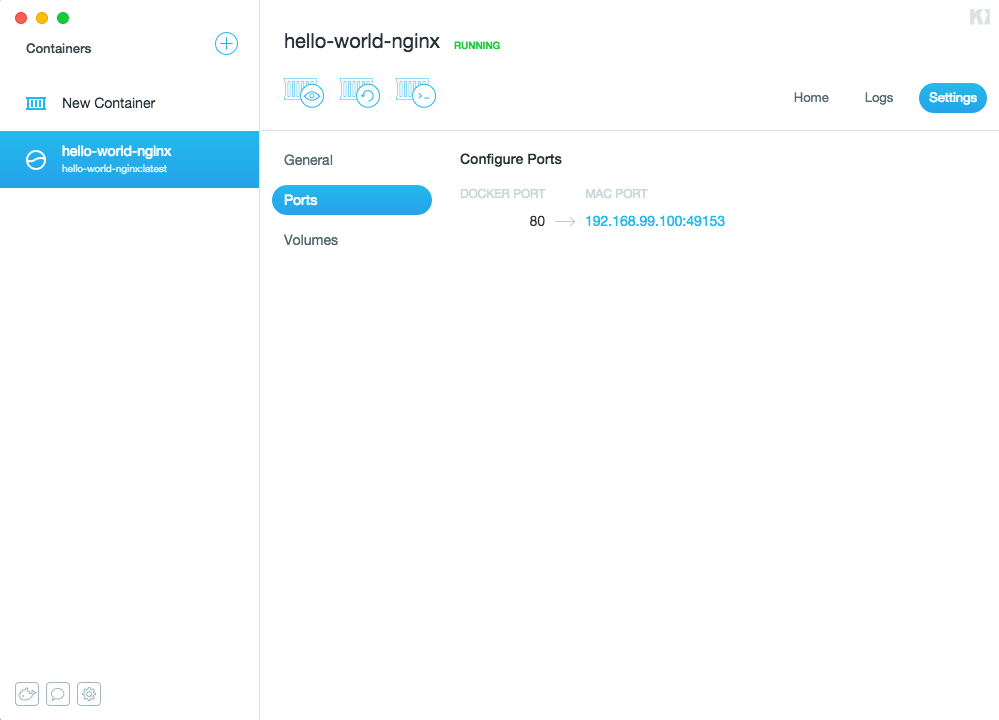 Containers
New Container
hello-world-nginx
hello-world-nginx:latest
hello-world-nginx RUNNING
Home Logs Settings
General
Ports
Volumes
Configure Ports
DOCKER PORT MAC PORT
80 192.168.99.100:49153